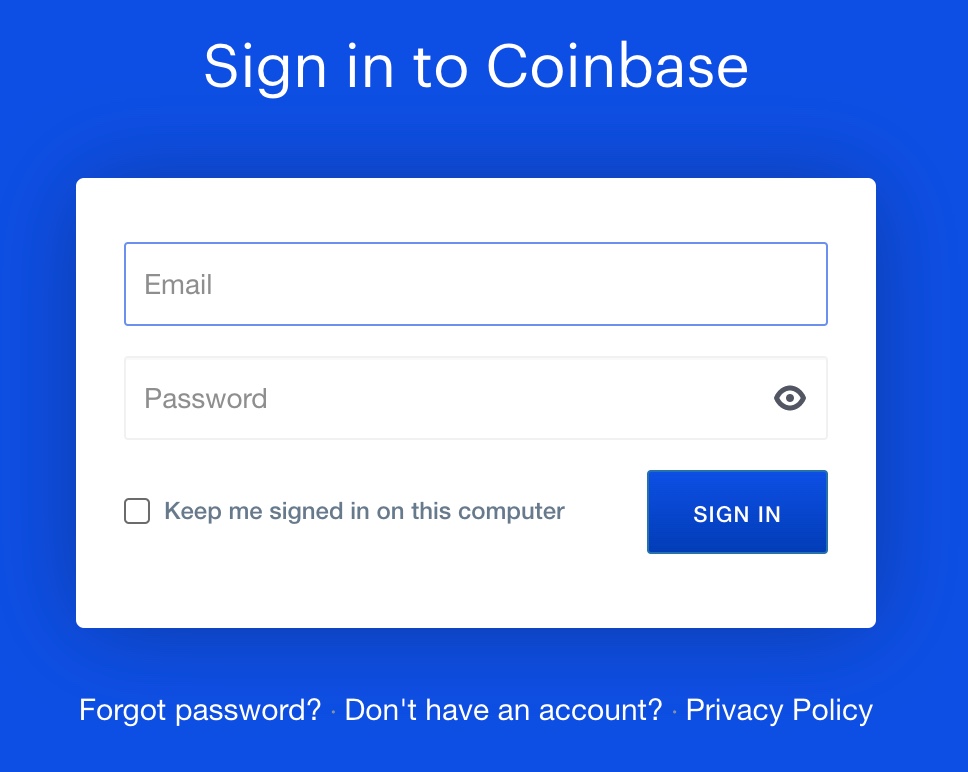 Sign in to Coinbase
Email
Password
Keep me signed in on this computer
SIGN IN
Forgot password? · Don't have an account? · Privacy Policy